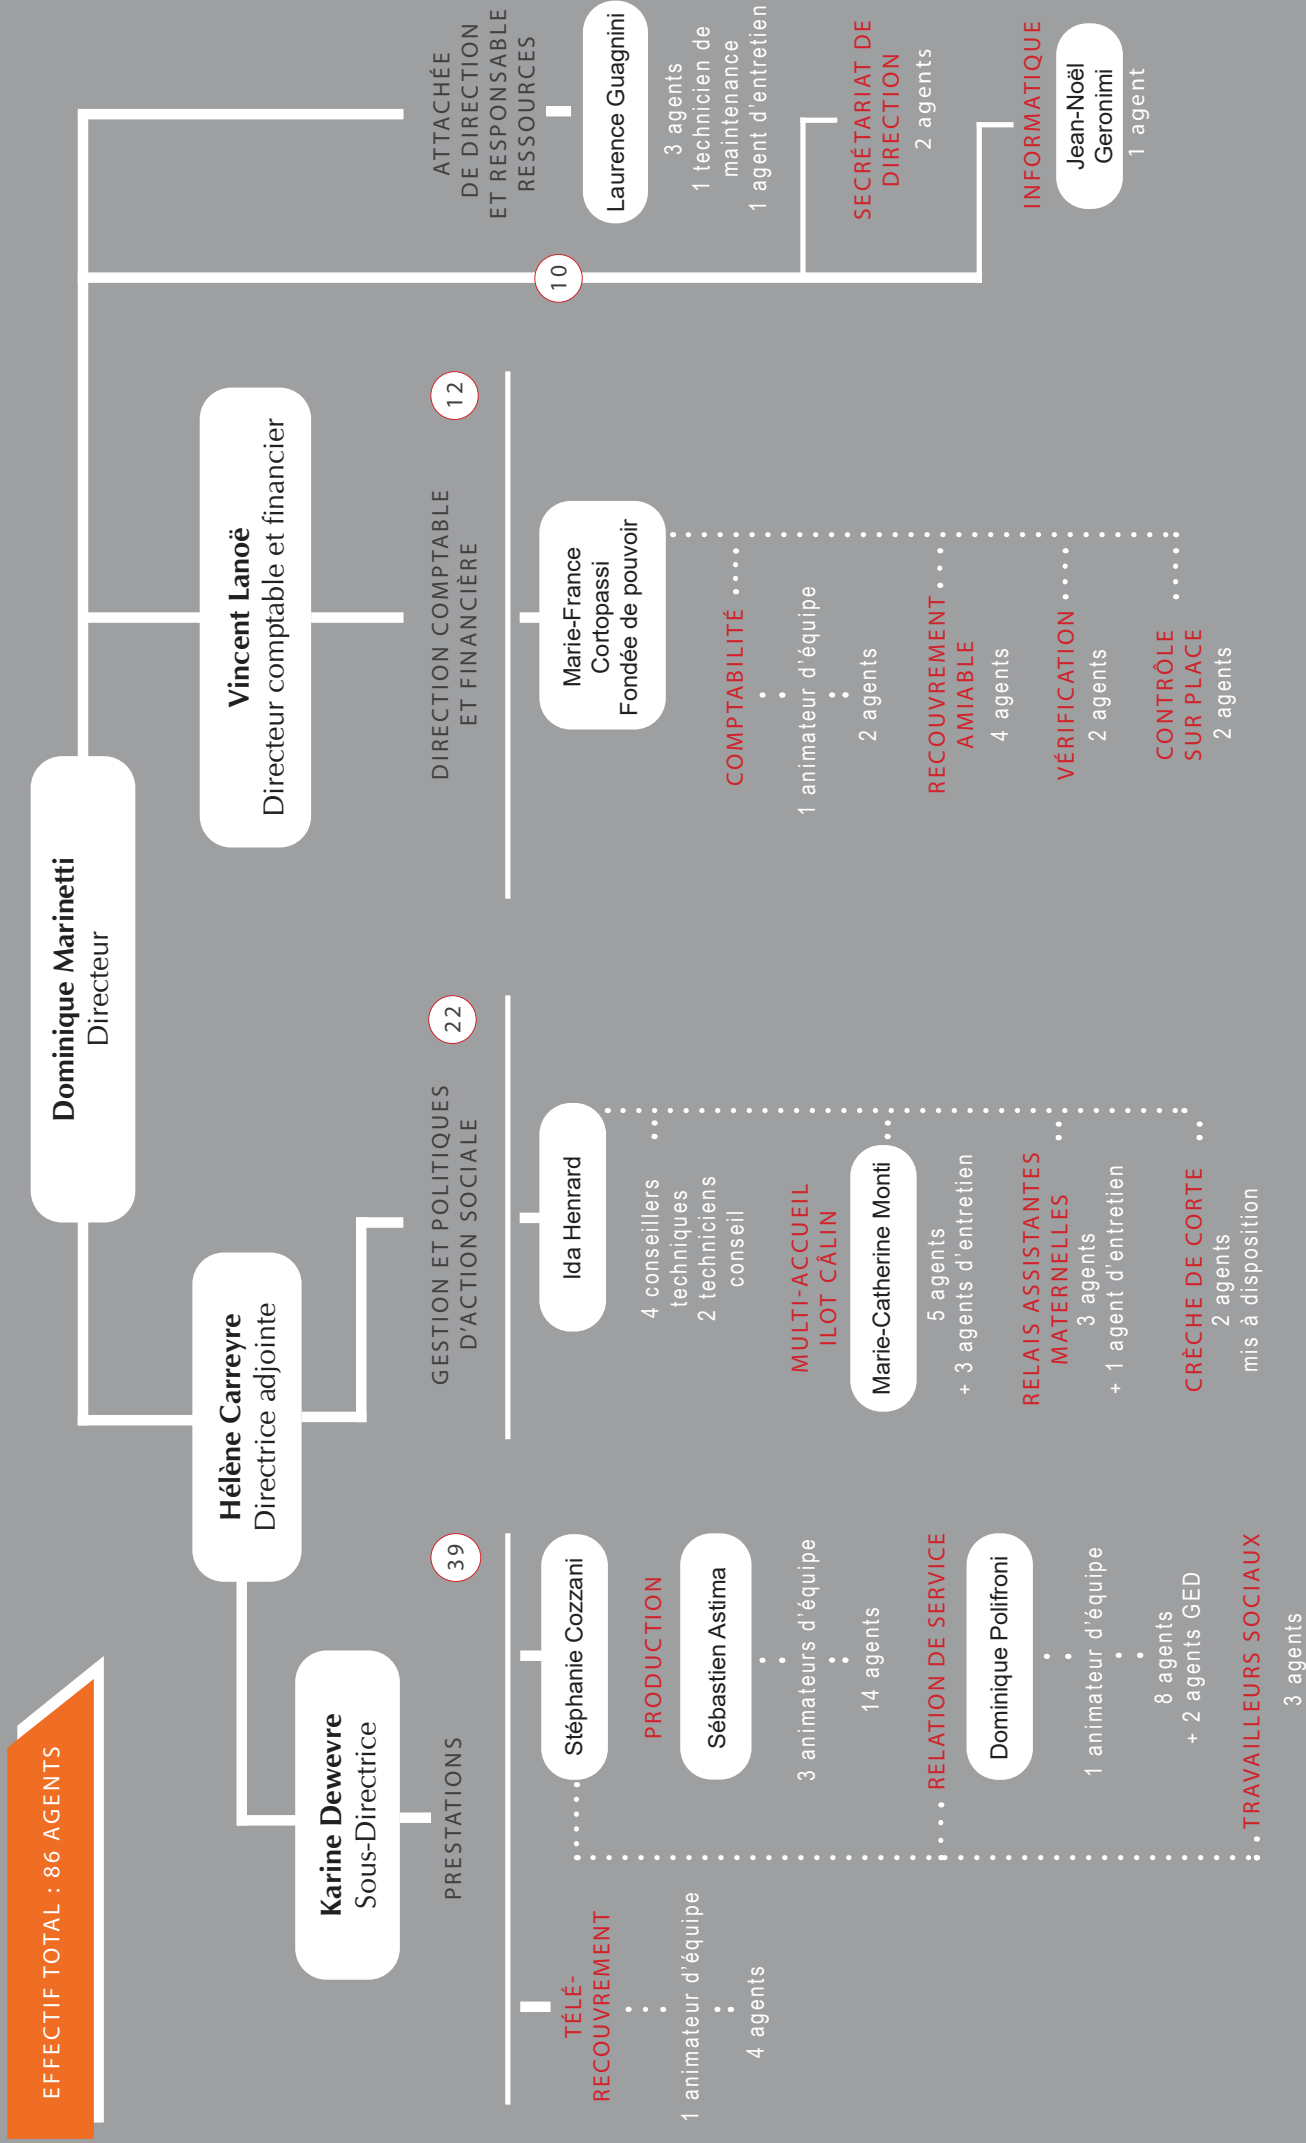 EFFECTIF TOTAL : 86 AGENTS
Dominique Marinetti
Directeur
Hélène Carreyre
Directrice adjointe
Vincent Lanoë
Directeur comptable et financier
Karine Dewevre
Sous-Directrice
PRESTATIONS
39
TÉLÉ-
RECOUVREMENT
1 animateur d'équipe
4 agents
Stéphanie Cozzani
PRODUCTION
Sébastien Astima
3 animateurs d'équipe
14 agents
RELATION DE SERVICE
Dominique Polifroni
1 animateur d'équipe
8 agents
+ 2 agents GED
TRAVAILLEURS SOCIAUX
3 agents
GESTION ET POLITIQUES
D'ACTION SOCIALE
22
Ida Henrard
4 conseillers
techniques
2 techniciens
conseil
MULTI-ACCUEIL
ILOT CÂLIN
Marie-Catherine Monti
5 agents
+ 3 agents d'entretien
RELAIS ASSISTANTES
MATERNELLES
3 agents
+ 1 agent d'entretien
CRÈCHE DE CORTE
2 agents
mis à disposition
DIRECTION COMPTABLE
ET FINANCIÈRE
12
Marie-France
Cortopassi
Fondée de pouvoir
COMPTABILITÉ
1 animateur d'équipe
2 agents
RECOUVREMENT
AMIABLE
4 agents
VÉRIFICATION
2 agents
CONTRÔLE
SUR PLACE
2 agents
10
ATTACHÉE
DE DIRECTION
ET RESPONSABLE
RESSOURCES
Laurence Guagnini
3 agents
1 technicien de
maintenance
1 agent d'entretien
SECRÉTARIAT DE
DIRECTION
2 agents
INFORMATIQUE
Jean-Noël
Geronimi
1 agent